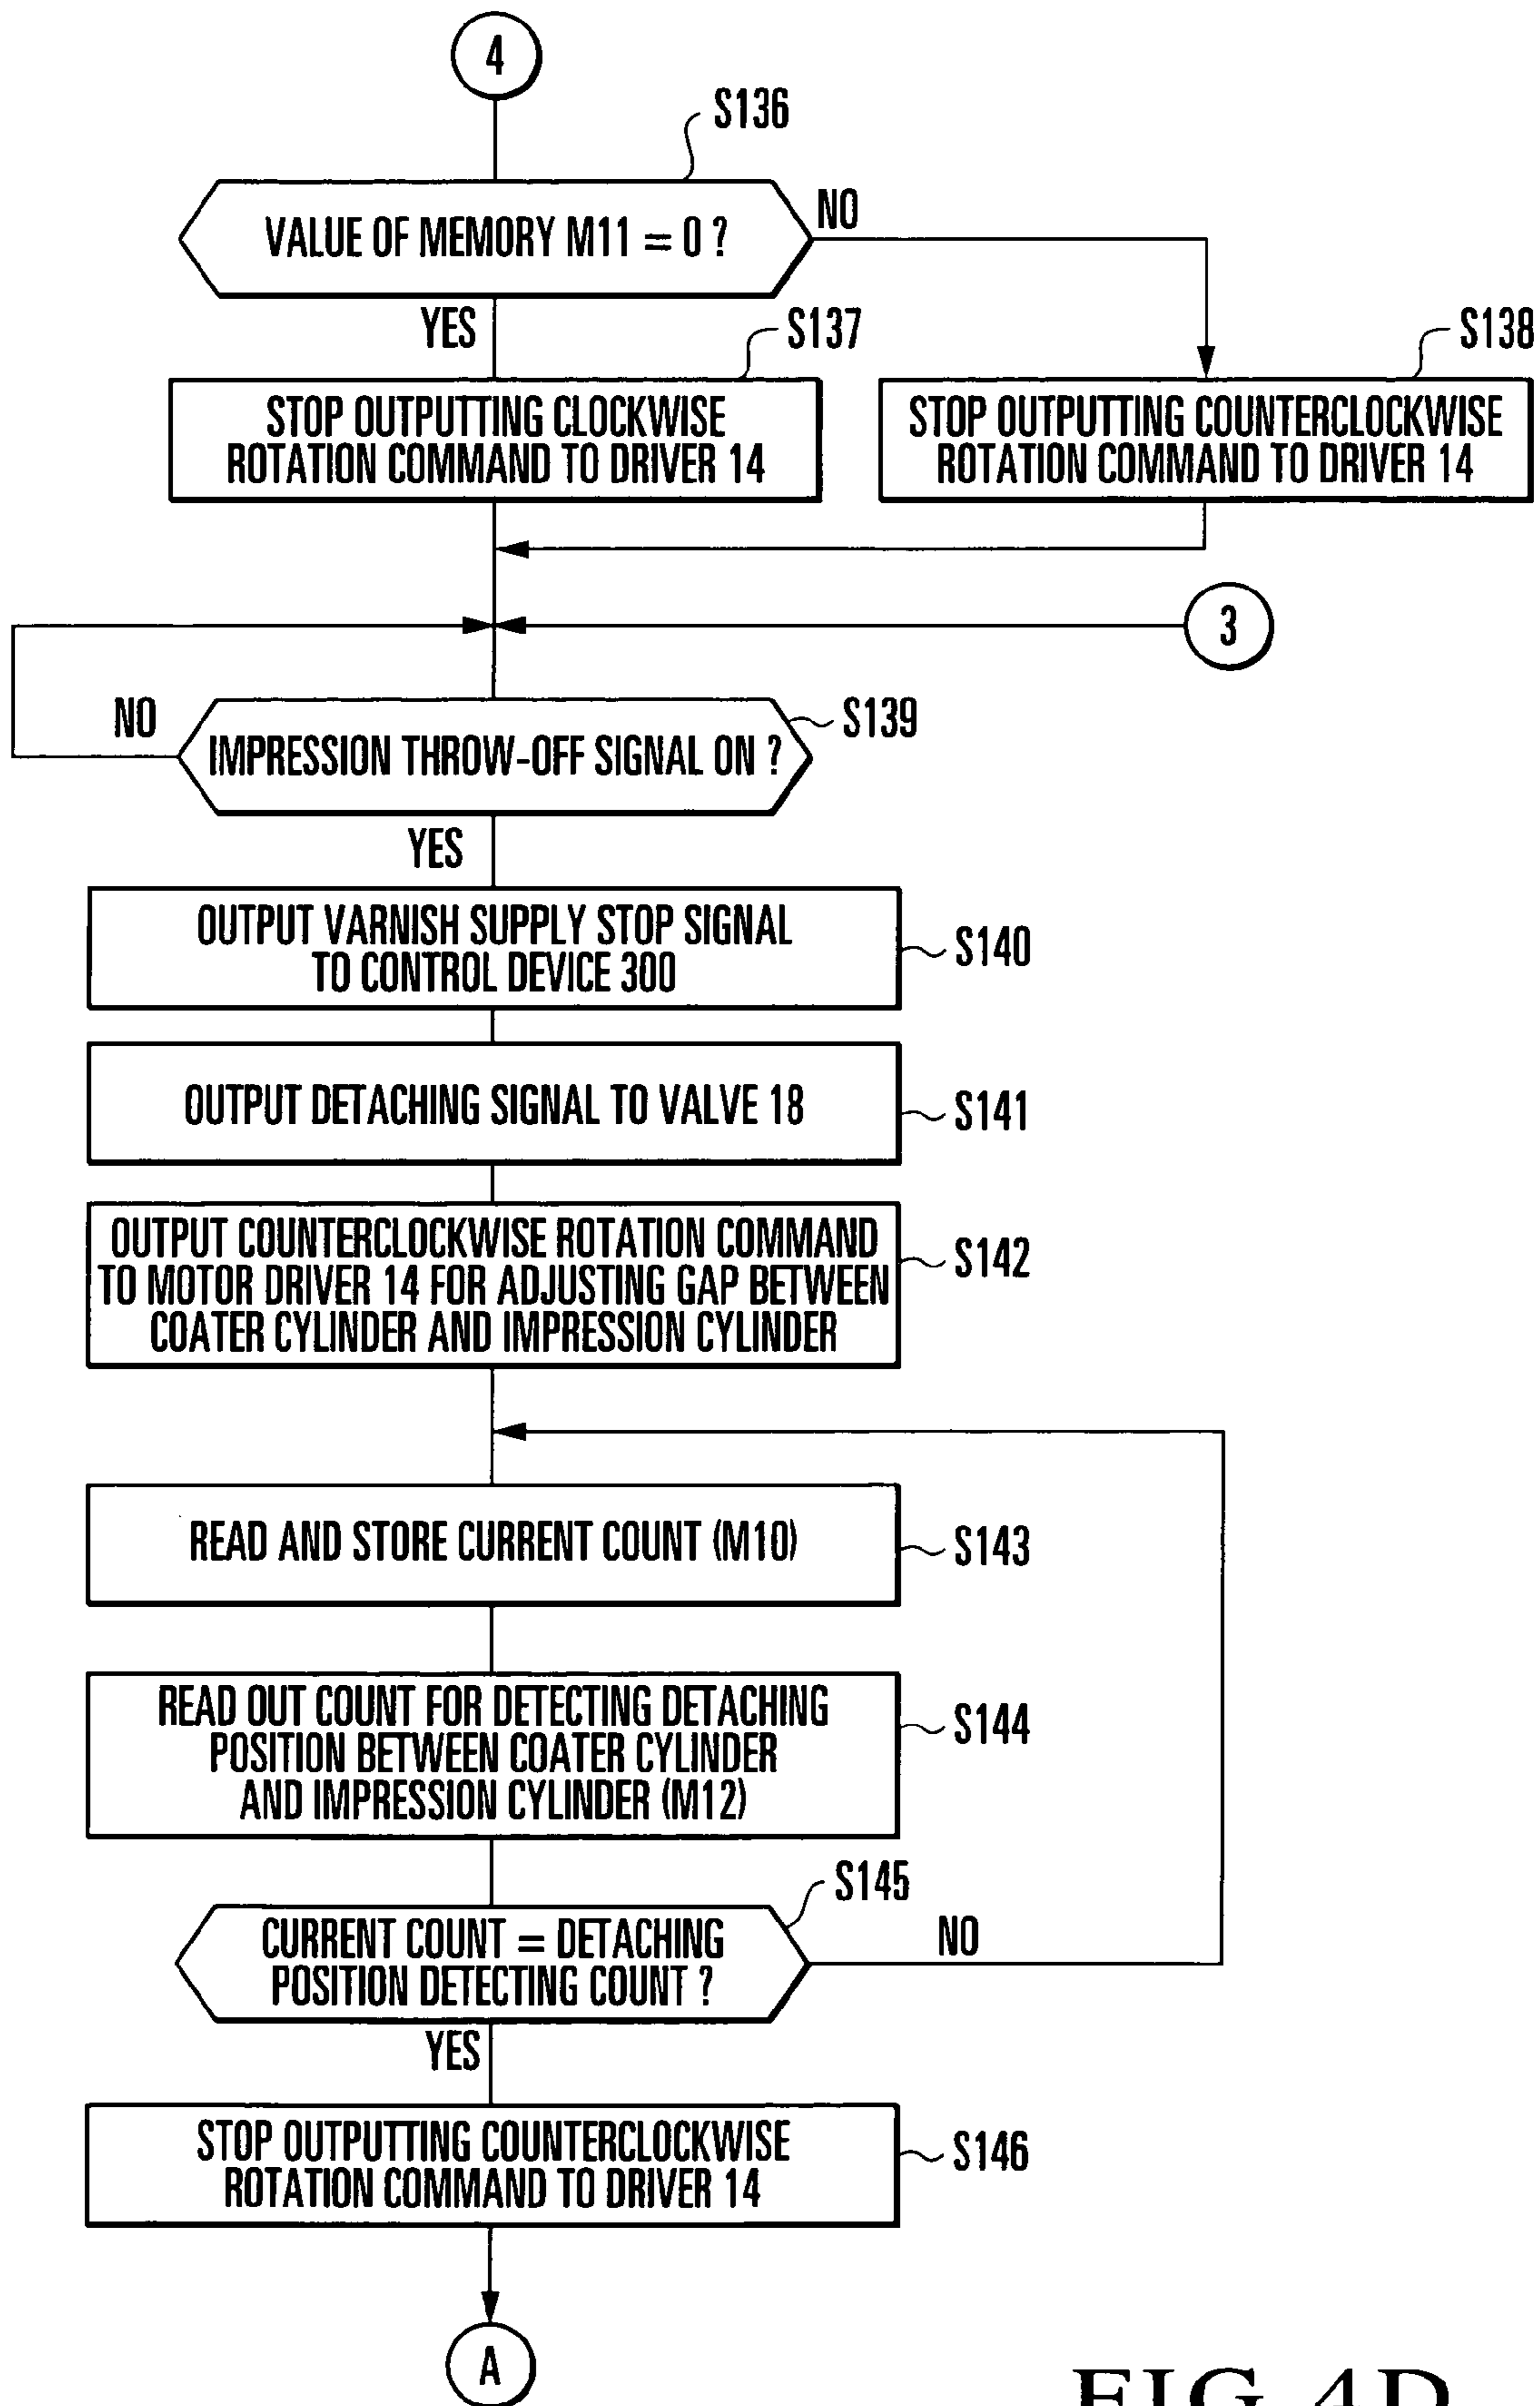 4
S136
VALUE OF MEMORY M11 = 0 ?
NO
YES
S137
S138
STOP OUTPUTTING CLOCKWISE
ROTATION COMMAND TO DRIVER 14
STOP OUTPUTTING COUNTERCLOCKWISE
ROTATION COMMAND TO DRIVER 14
3
NO
S139
IMPRESSION THROW-OFF SIGNAL ON ?
YES
OUTPUT VARNISH SUPPLY STOP SIGNAL
TO CONTROL DEVICE 300
S140
OUTPUT DETACHING SIGNAL TO VALVE 18
S141
OUTPUT COUNTERCLOCKWISE ROTATION COMMAND
TO MOTOR DRIVER 14 FOR ADJUSTING GAP BETWEEN
COATER CYLINDER AND IMPRESSION CYLINDER
S142
READ AND STORE CURRENT COUNT (M10)
S143
READ OUT COUNT FOR DETECTING DETACHING
POSITION BETWEEN COATER CYLINDER
AND IMPRESSION CYLINDER (M12)
S144
S145
CURRENT COUNT = DETACHING
POSITION DETECTING COUNT ?
NO
YES
STOP OUTPUTTING COUNTERCLOCKWISE
ROTATION COMMAND TO DRIVER 14
S146
A
FIG. 4D